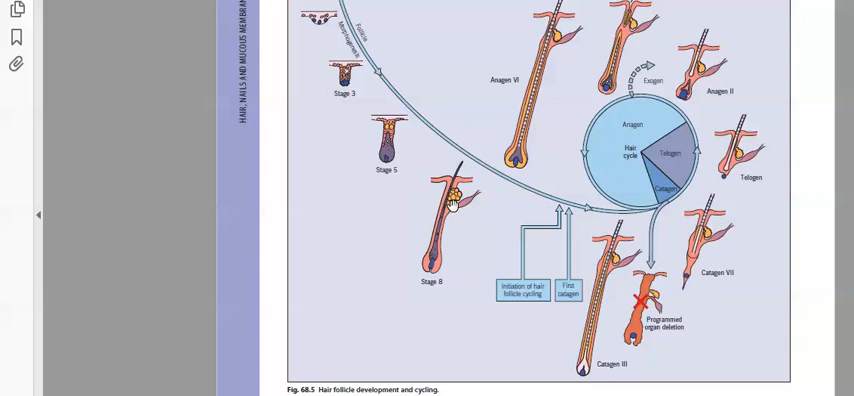 HAIR, NAILS AND MUCOUS MEMBRAN
Follicle
Morphogenesis
Stage 3
Stage 5
Stage 8
Anagen VI
Exogen
Anagen II
Anagen
Hair
cycle
Telogen
Catagen
Telogen
Initiation of hair
follicle cycling
First
catagen
Catagen VII
Programmed
organ deletion
Catagen III
Fig. 68.5 Hair follicle development and cycling.